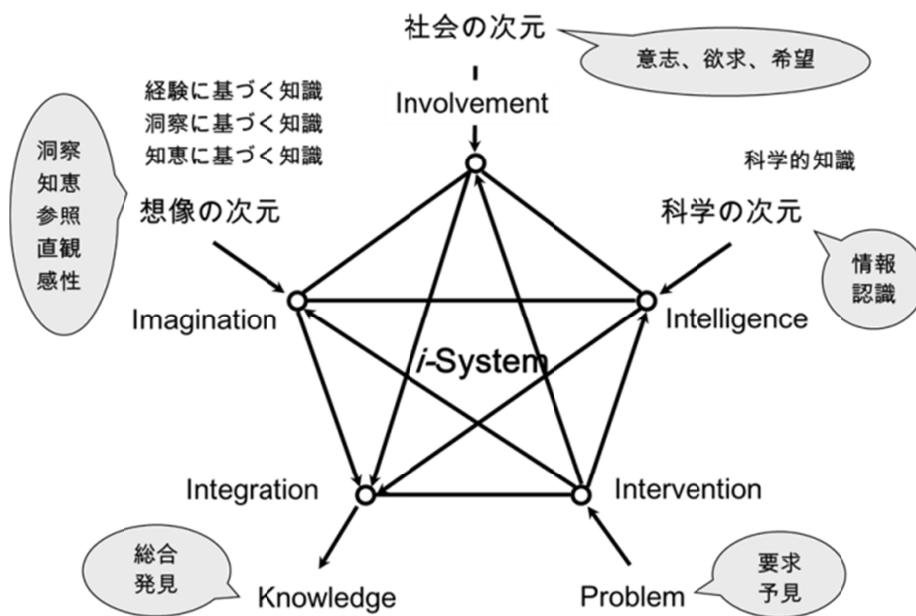 社会の次元
意志、欲求、希望
Involvement
経験に基づく知識
洞察に基づく知識
知恵に基づく知識
洞察
知恵
参照
直観
感性
想像の次元
科学的知識
科学の次元
情報
認識
Imagination
Intelligence
i-System
Integration
Intervention
総合
発見
Knowledge
Problem
要求
予見